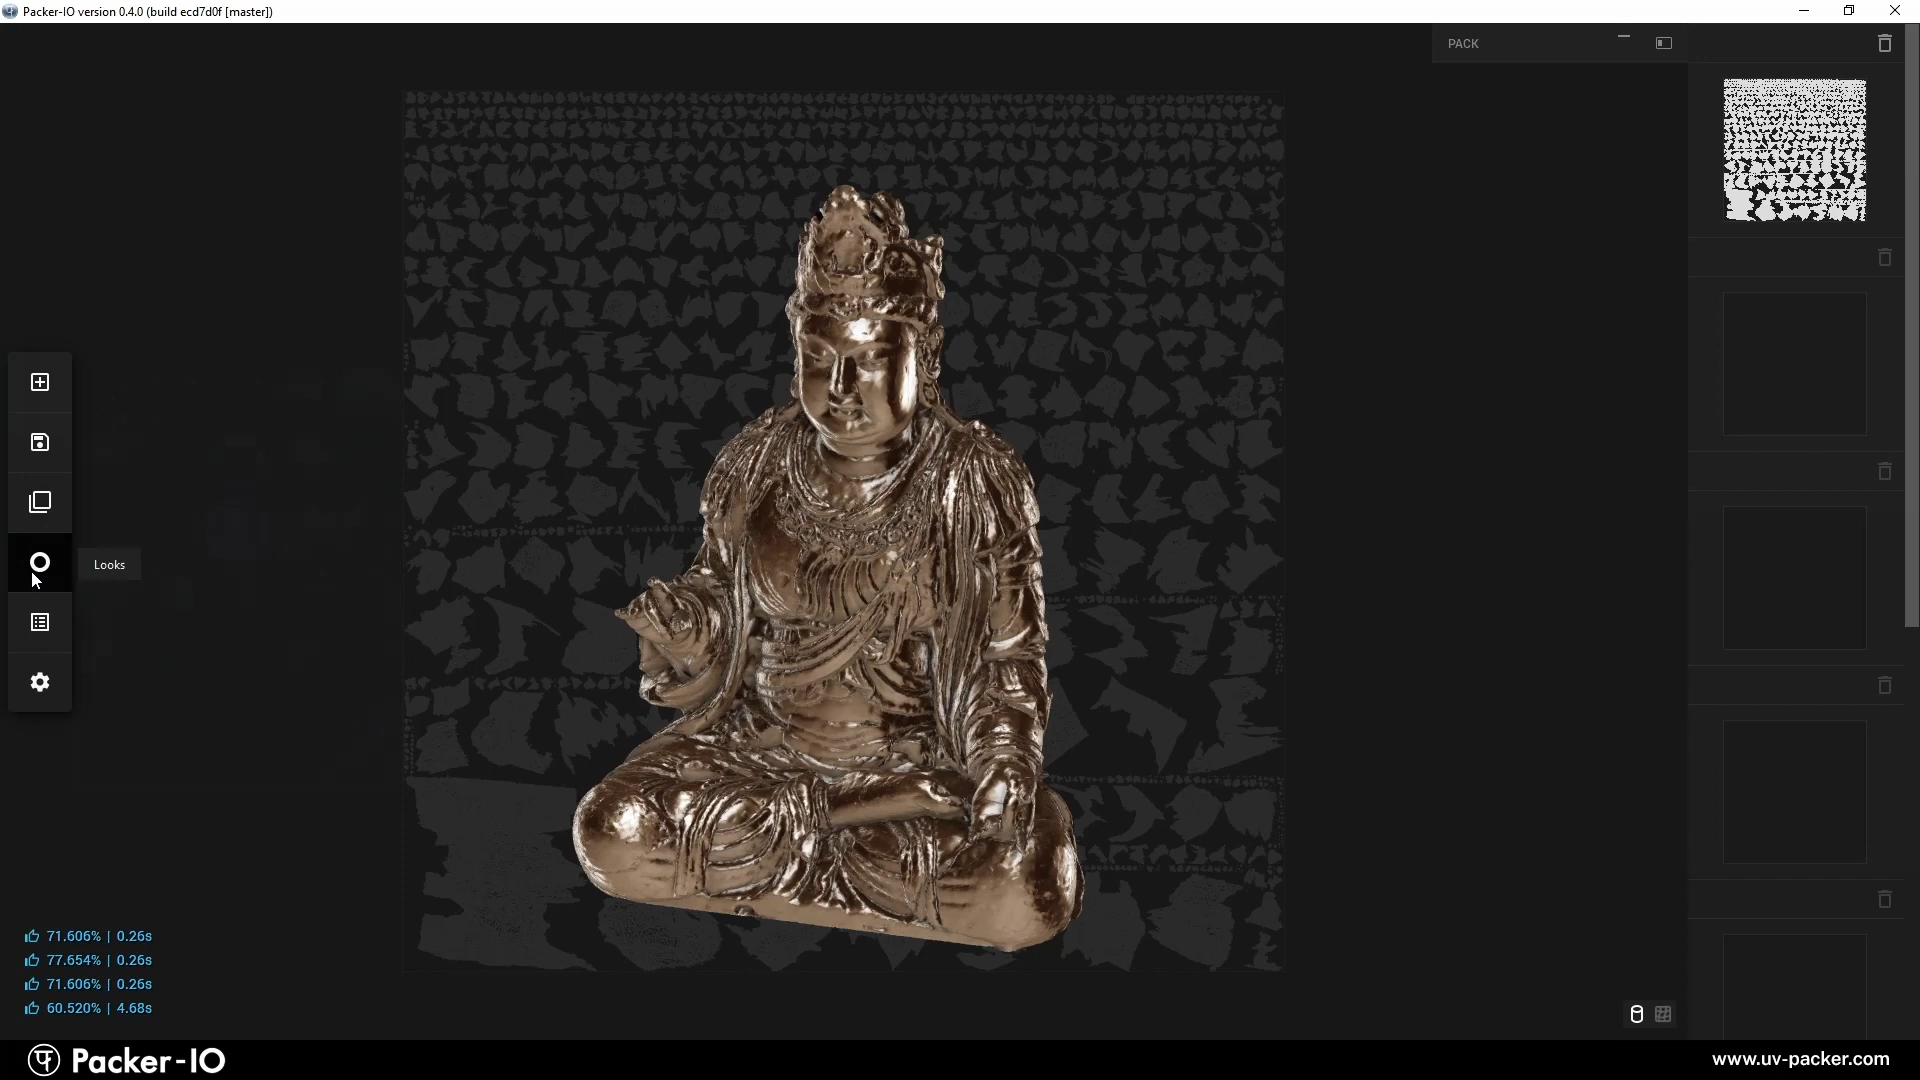 Packer-IO version 0.4.0 (build ecd7d0f [master])
PACK
Looks
71.606% | 0.26s
77.654% | 0.26s
71.606% | 0.26s
60.520% | 4.68s
Packer-IO
www.uv-packer.com